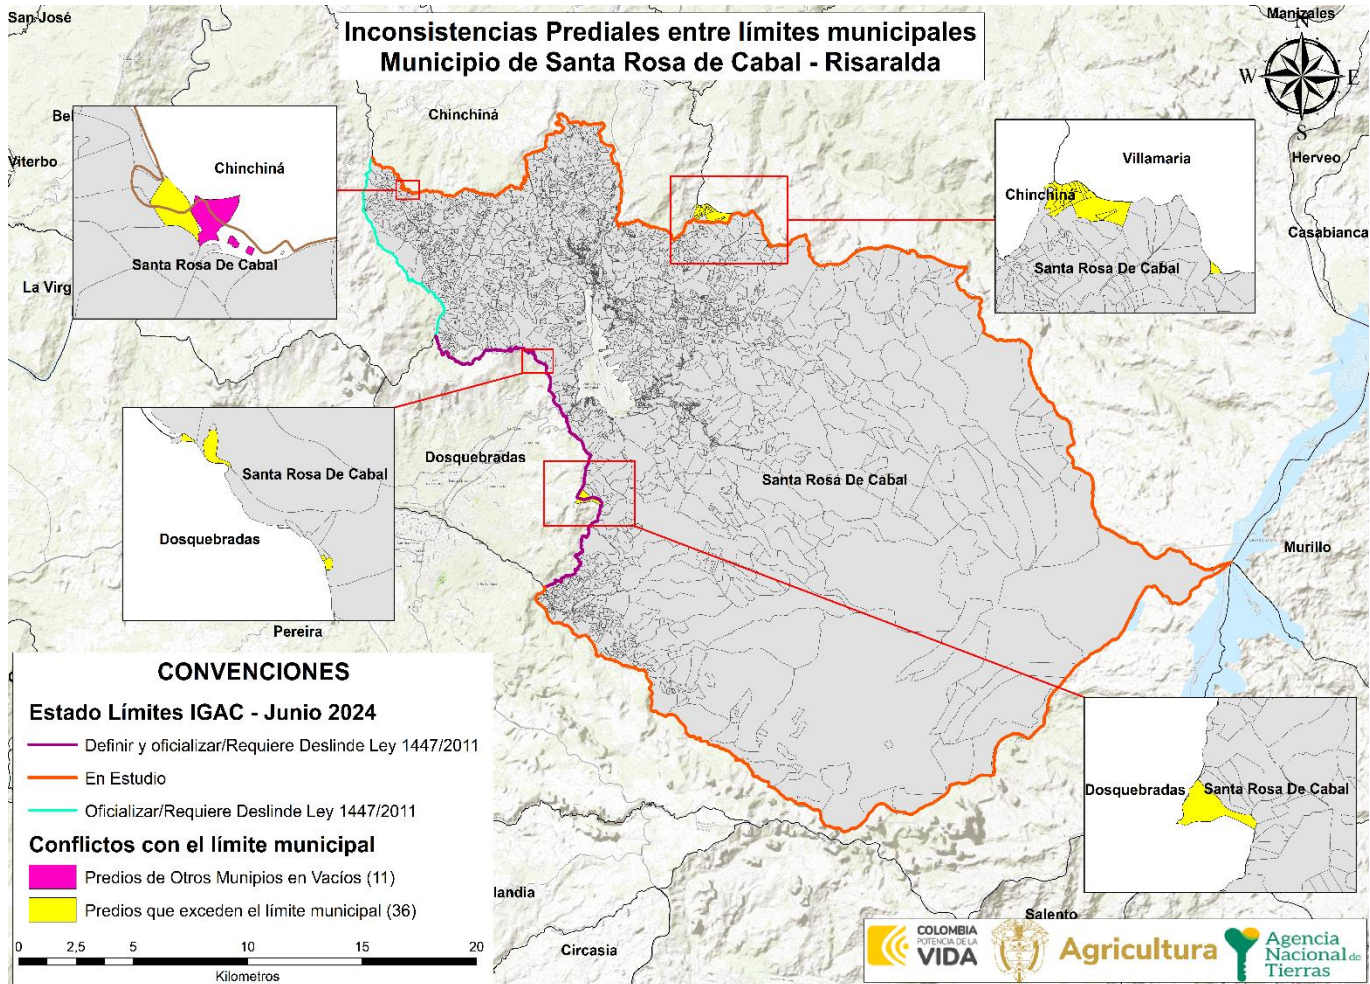 San José
Manizales
Inconsistencias Prediales entre límites municipales
Municipio de Santa Rosa de Cabal - Risaralda
N
W
E
S
Bel
Viterbo
La Virg
Chinchiná
Chinchiná
Santa Rosa De Cabal
Villamaria
Chinchiná
Santa Rosa De Cabal
Herveo
Casabianca
Santa Rosa De Cabal
Dosquebradas
Dosquebradas
Santa Rosa De Cabal
Murillo
Pereira
Dosquebradas
Santa Rosa De Cabal
CONVENCIONES
Estado Límites IGAC - Junio 2024
Definir y oficializar/Requiere Deslinde Ley 1447/2011
En Estudio
Oficializar/Requiere Deslinde Ley 1447/2011
Conflictos con el límite municipal
Predios de Otros Munipios en Vacíos (11)
Predios que exceden el límite municipal (36)
0 2,5 5 10 15 20
Kilometros
landia
Circasia
Salento
COLOMBIA
POTENCIA DE LA
VIDA
Agricultura
Agencia
Nacional de
Tierras